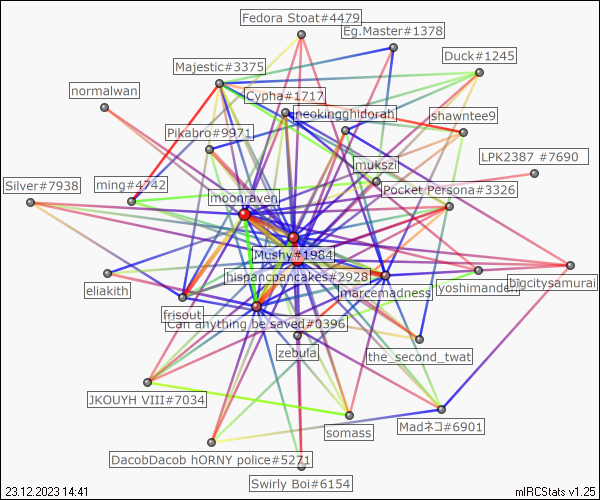 Fedora Stoat#4479
Eg.Master#1378
Duck#1245
Majestic#3375
normalwan
Cypha#1717
neokingghidorah
shawntee9
Pikabro#9971
LPK2387 #7690
mukszi
Silver#7938
ming#4742
Pocket Persona#3326
moonraven
Mushy#1984
hispancpancakes#2928
bigcitysamurai
eliakith
marcemadness
yoshimandeh
frisout
Can anything be saved#0396
zebula
the_second_twat
JKOUYH VIII#7034
somass
Madネコ#6901
DacobDacob hORNY police#5271
Swirly Boi#6154
23.12.2023 14:41
mIRCStats v1.25